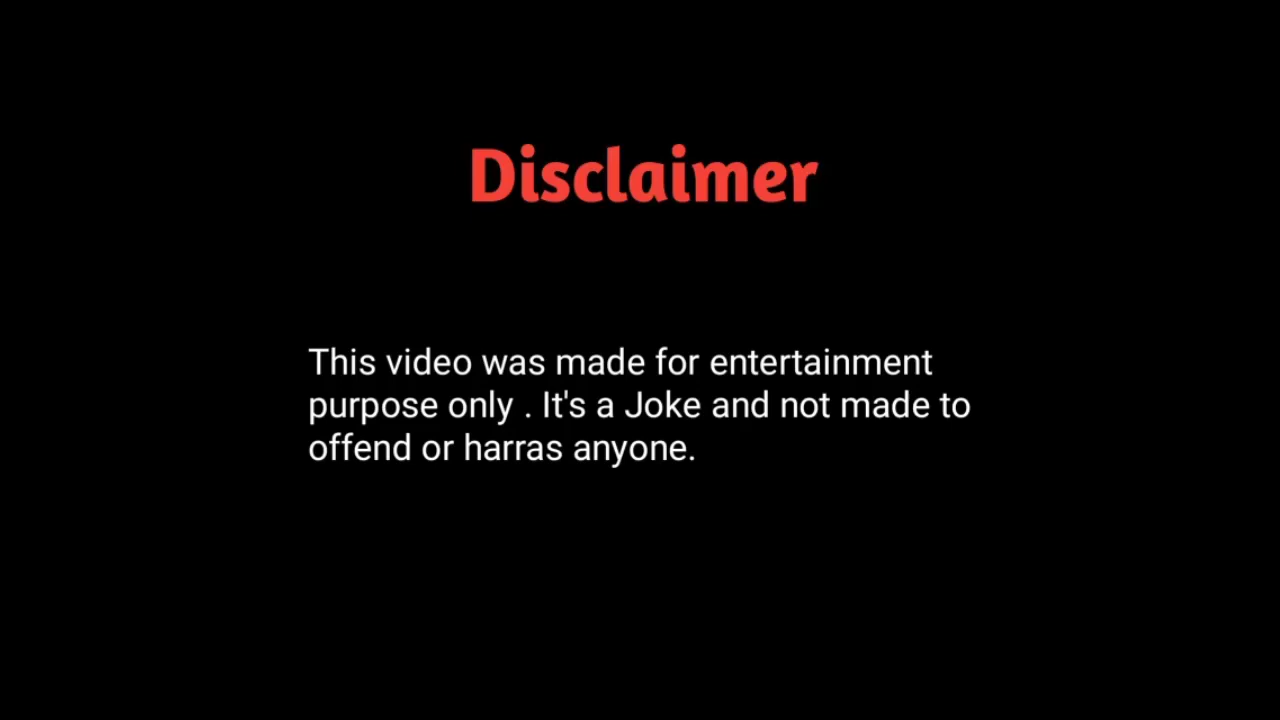 Disclaimer
This video was made for entertainment
purpose only . It's a Joke and not made to
offend or harras anyone.